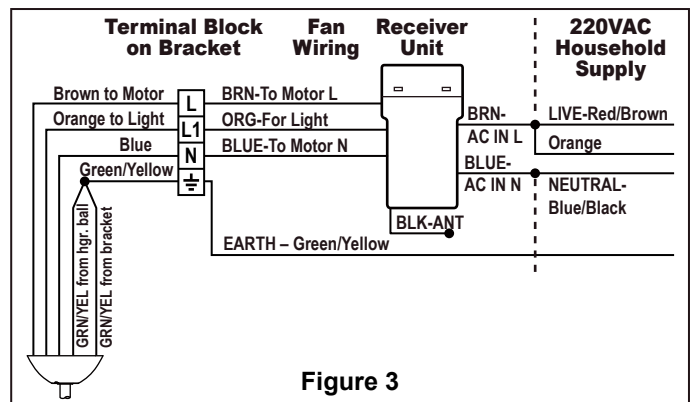 Terminal Block
on Bracket
Fan
Wiring
Receiver
Unit
220VAC
Household
Supply
Brown to Motor
L
BRN-To Motor L
Orange to Light
L1
ORG-For Light
Blue
N
BLUE-To Motor N
Green/Yellow
BRN-
AC IN L
LIVE-Red/Brown
Orange
BLUE-
AC IN N
NEUTRAL-
Blue/Black
BLK-ANT
EARTH – Green/Yellow
GRN/YEL from hgr. ball
GRN/YEL from bracket
Figure 3